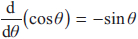 d/dθ (cosθ) = −sinθ